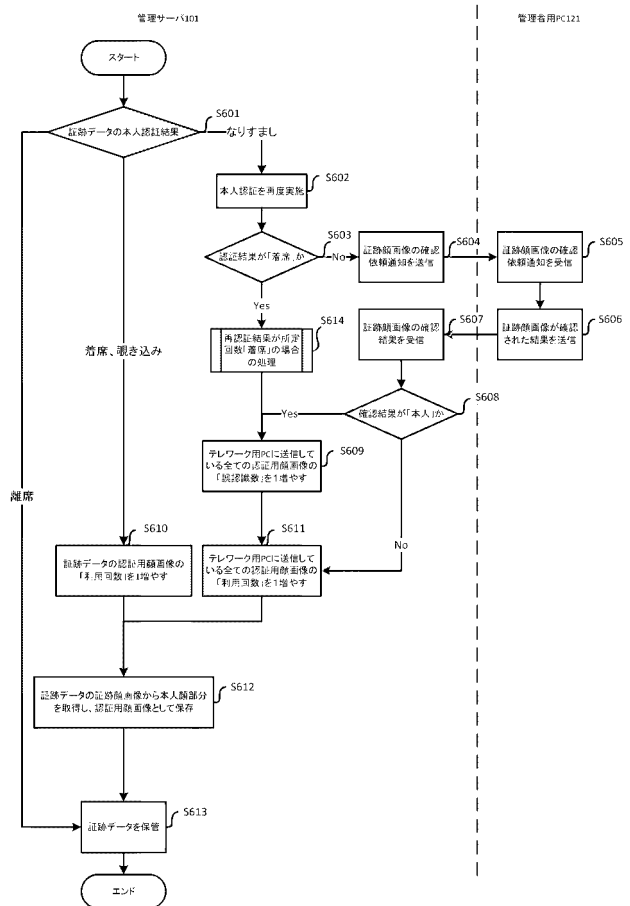 管理サーバ101
管理者用PC121
スタート
S601
証跡データの本人認証結果
なりすまし
S602
本人認証を再度実施
S603
認証結果が「着席」か
No
S604
証跡顔画像の確認
依頼通知を送信
S605
証跡顔画像の確認
依頼通知を受信
Yes
S614
再認証結果が所定
回数「着席」の場合
の処理
S607
証跡顔画像の確認
結果を受信
S606
証跡顔画像が確認
された結果を送信
着席、覗き込み
S608
確認結果が「本人」か
Yes
S609
テレワーク用PCに送信して
いる全ての認証用顔画像の
「誤認識数」を1増やす
離席
No
S610
証跡データの認証用顔画像の
「利用回数」を1増やす
S611
テレワーク用PCに送信して
いる全ての認証用顔画像の
「利用回数」を1増やす
S612
証跡データの証跡顔画像から本人顔部分
を取得し、認証用顔画像として保存
S613
証跡データを保管
エンド